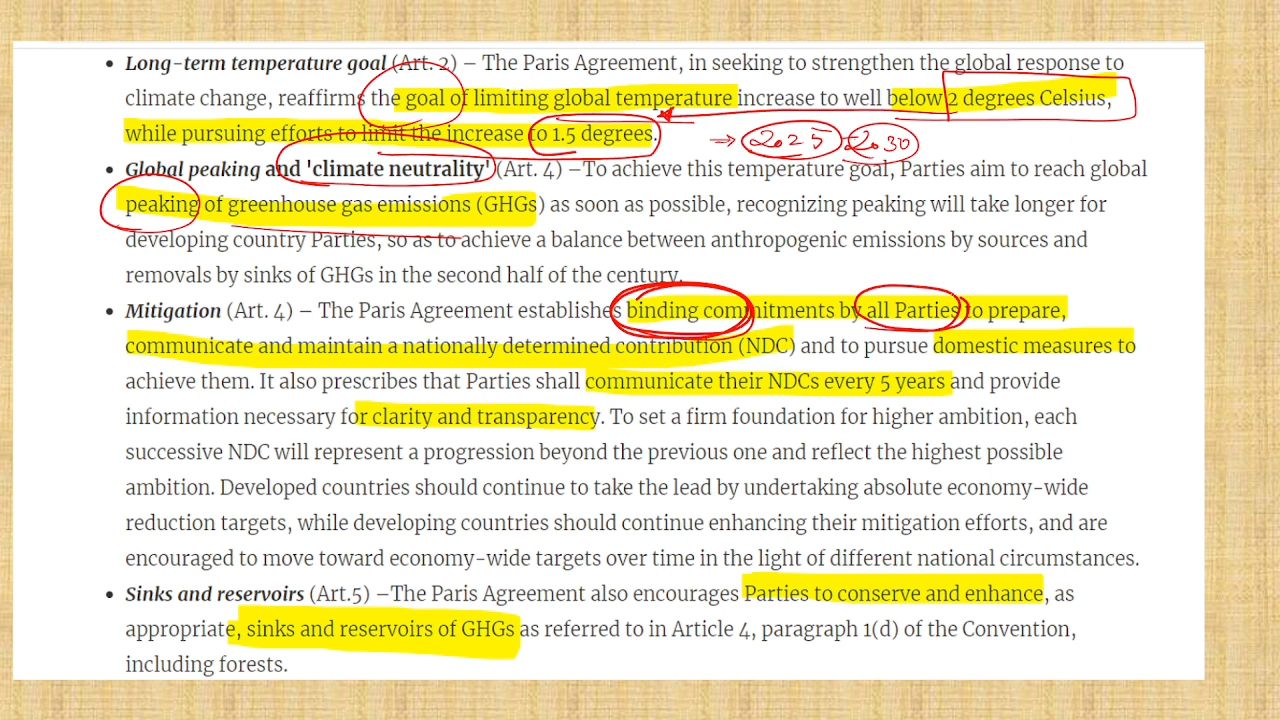 • Long-term temperature goal (Art. 2) – The Paris Agreement, in seeking to strengthen the global response to
climate change, reaffirms the goal of limiting global temperature increase to well below 2 degrees Celsius,
while pursuing efforts to limit the increase to 1.5 degrees. ⇒ 2025 - 2030
• Global peaking and 'climate neutrality' (Art. 4) –To achieve this temperature goal, Parties aim to reach global
peaking of greenhouse gas emissions (GHGs) as soon as possible, recognizing peaking will take longer for
developing country Parties, so as to achieve a balance between anthropogenic emissions by sources and
removals by sinks of GHGs in the second half of the century.
• Mitigation (Art. 4) – The Paris Agreement establishes binding commitments by all Parties to prepare,
communicate and maintain a nationally determined contribution (NDC) and to pursue domestic measures to
achieve them. It also prescribes that Parties shall communicate their NDCs every 5 years and provide
information necessary for clarity and transparency. To set a firm foundation for higher ambition, each
successive NDC will represent a progression beyond the previous one and reflect the highest possible
ambition. Developed countries should continue to take the lead by undertaking absolute economy-wide
reduction targets, while developing countries should continue enhancing their mitigation efforts, and are
encouraged to move toward economy-wide targets over time in the light of different national circumstances.
• Sinks and reservoirs (Art.5) –The Paris Agreement also encourages Parties to conserve and enhance, as
appropriate, sinks and reservoirs of GHGs as referred to in Article 4, paragraph 1(d) of the Convention,
including forests.